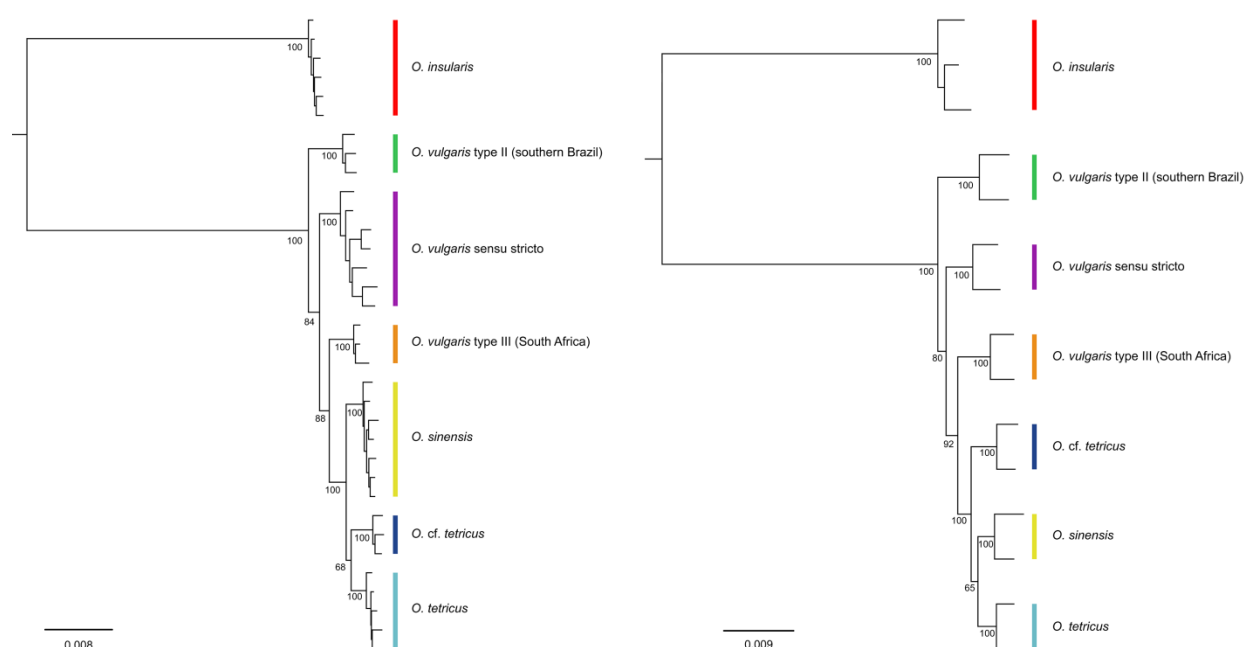 100
O. insularis
100
O. vulgaris type II (southern Brazil)
100
O. vulgaris sensu stricto
100
84
100
O. vulgaris type III (South Africa)
88
100
O. sinensis
100
100
O. cf. tetricus
68
100
O. tetricus
0.008
100
O. insularis
100
O. vulgaris type II (southern Brazil)
100
O. vulgaris sensu stricto
100
80
100
O. vulgaris type III (South Africa)
92
100
O. cf. tetricus
100
100
O. sinensis
65
100
O. tetricus
0.009